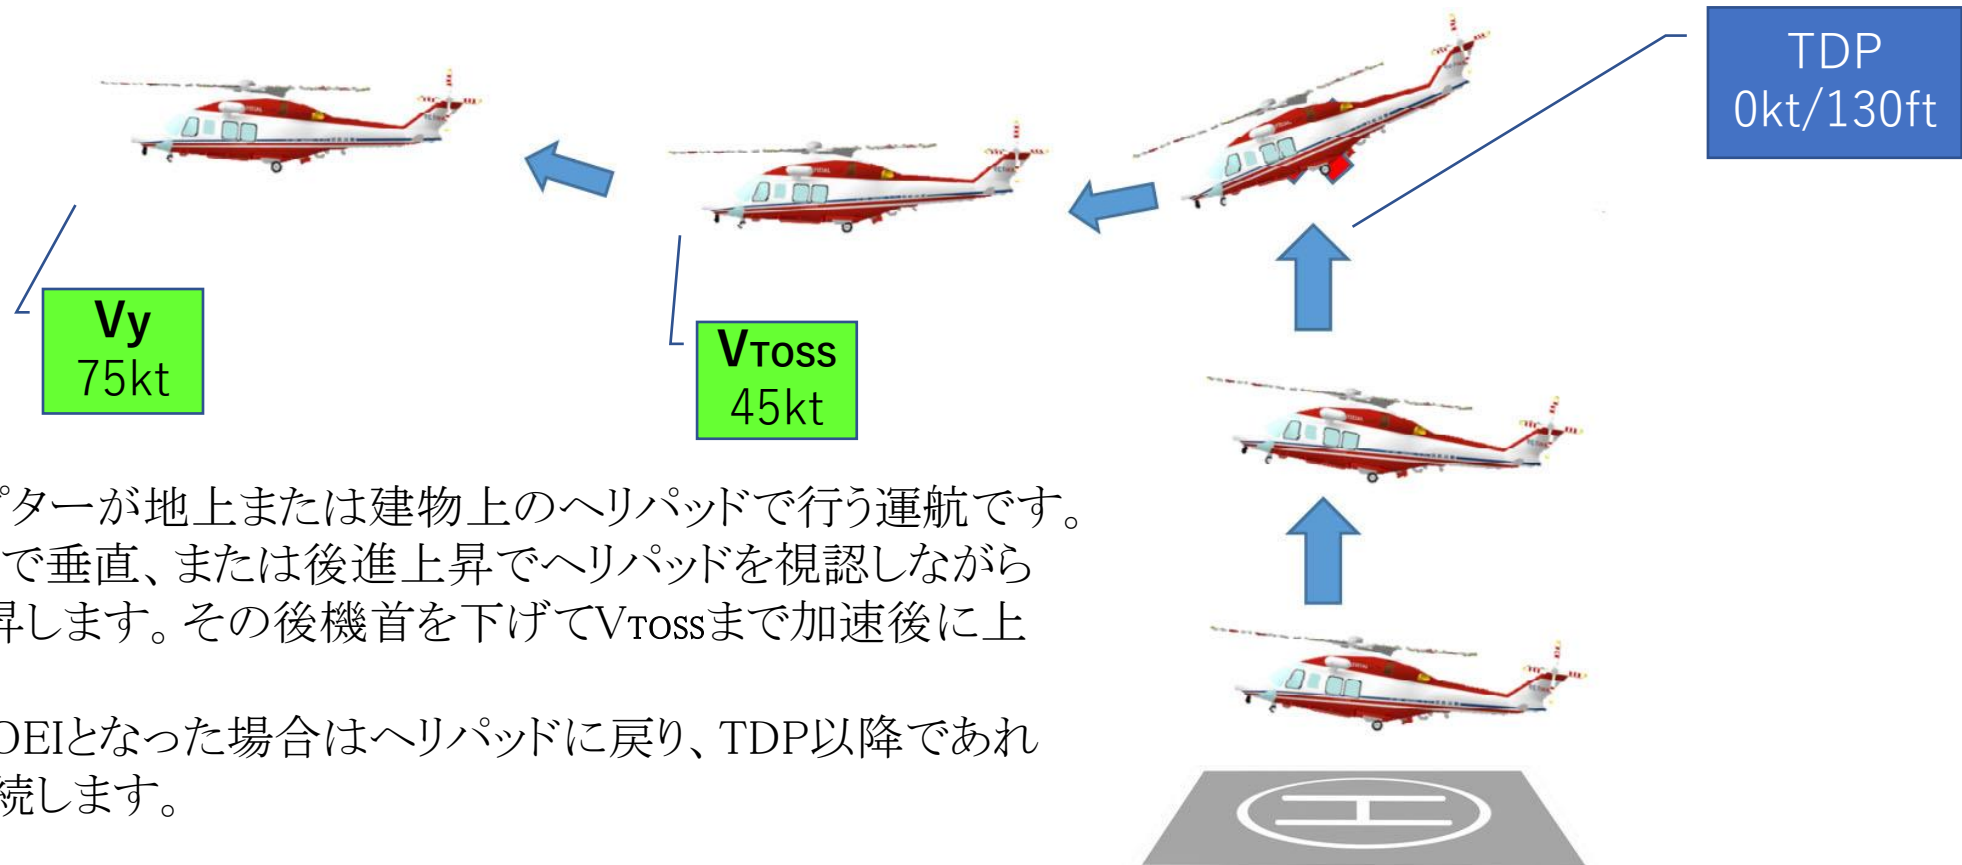 TDP
0kt/130ft
Vy
75kt
VTOSS
45kt
プターが地上または建物上のヘリパッドで行う運航です。
で垂直、または後進上昇でヘリパッドを視認しながら
昇します。その後機首を下げてVTOSSまで加速後に上
OEIとなった場合はヘリパッドに戻り、TDP以降であれ
続します。